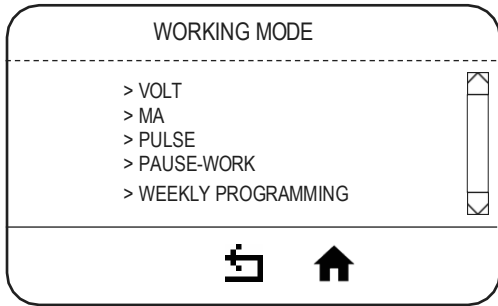 WORKING MODE
> VOLT
> MA
> PULSE
> PAUSE-WORK
> WEEKLY PROGRAMMING